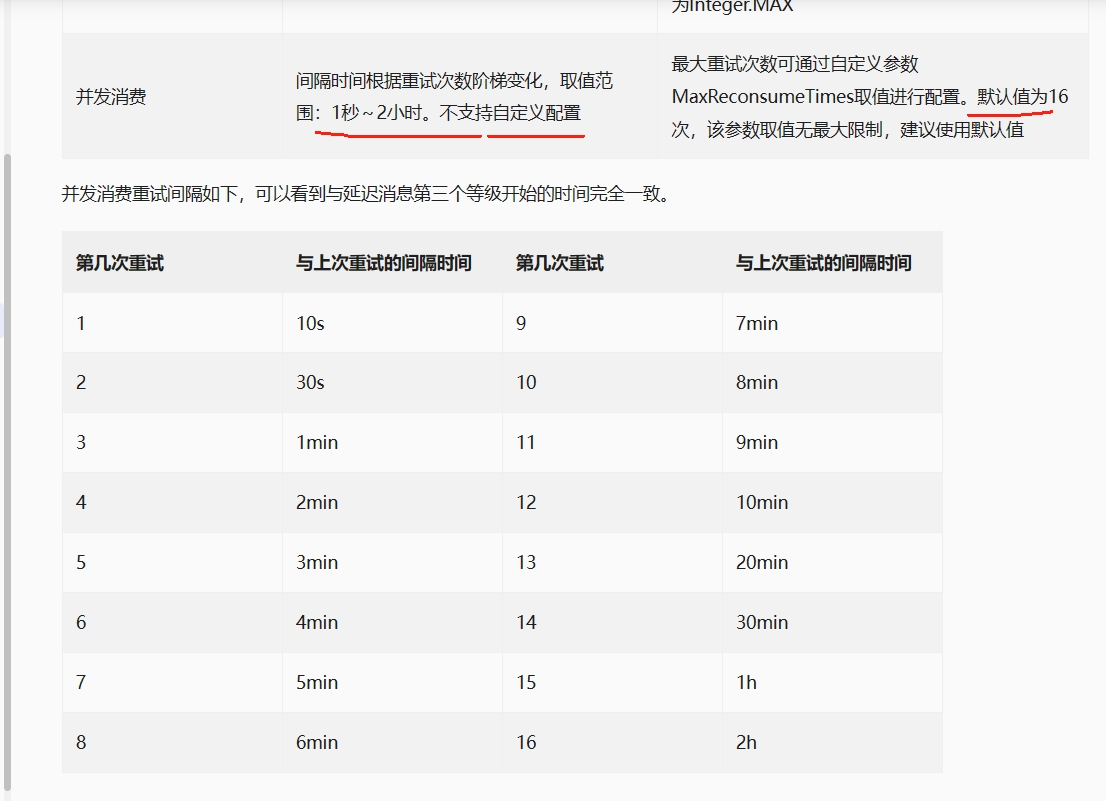 为Integer.MAX
并发消费
间隔时间根据重试次数阶梯变化，取值范
围：1秒～2小时。不支持自定义配置
最大重试次数可通过自定义参数
MaxReconsumeTimes取值进行配置。默认值为16
次，该参数取值无最大限制，建议使用默认值
并发消费重试间隔如下，可以看到与延迟消息第三个等级开始的时间完全一致。
第几次重试 与上次重试的间隔时间 第几次重试 与上次重试的间隔时间
1 10s 9 7min
2 30s 10 8min
3 1min 11 9min
4 2min 12 10min
5 3min 13 20min
6 4min 14 30min
7 5min 15 1h
8 6min 16 2h